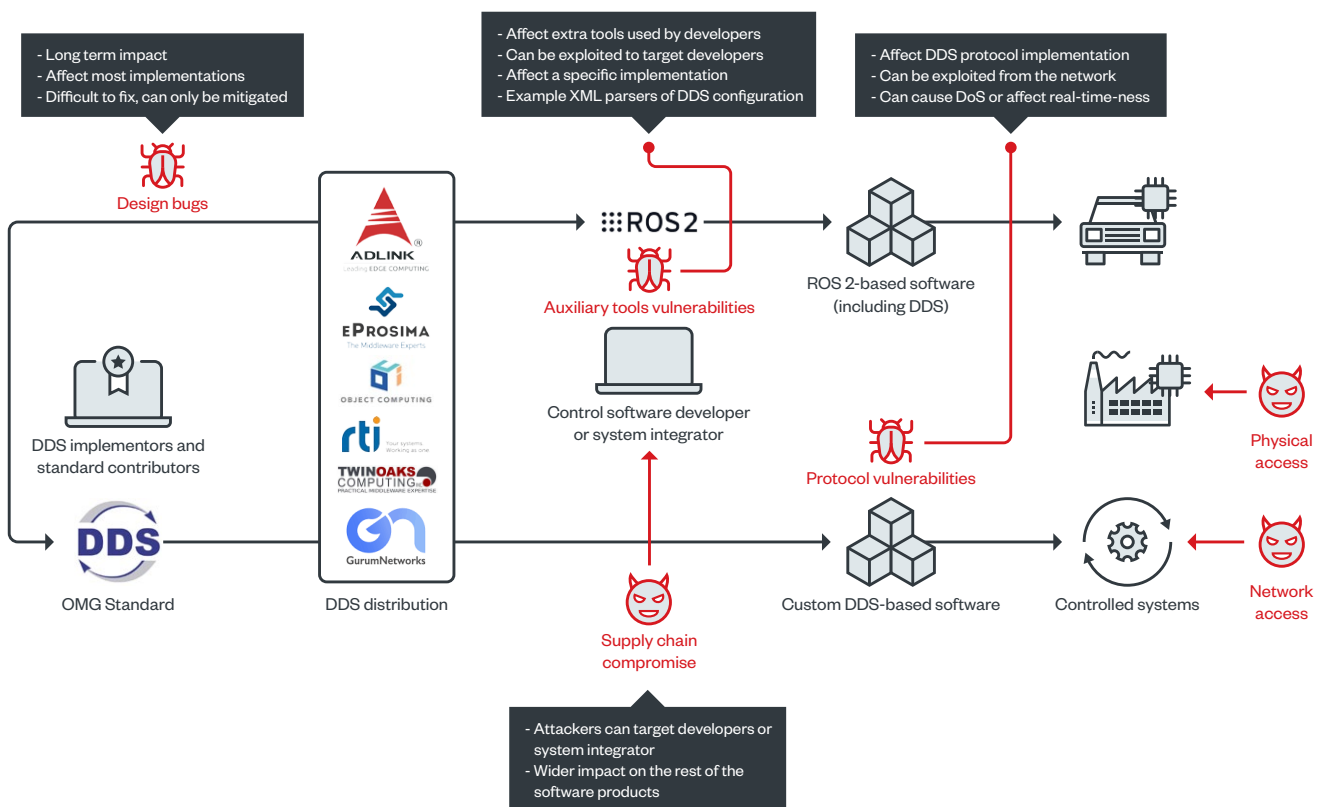 - Long term impact
- Affect most implementations
- Difficult to fix, can only be mitigated
- Affect extra tools used by developers
- Can be exploited to target developers
- Affect a specific implementation
- Example XML parsers of DDS configuration
- Affect DDS protocol implementation
- Can be exploited from the network
- Can cause DoS or affect real-time-ness
Design bugs
ADLINK
®
Leading EDGE COMPUTING
EPROSIMA
The Middleware Experts
OBJECT COMPUTING
rti
Your systems.
Working as one
TWINOAKS
COMPUTING
PRACTICAL MIDDLEWARE EXPERTISE
GurumNetworks
DDS distribution
DDS implementors and
standard contributors
DDS
OMG Standard
ROS2
Auxiliary tools vulnerabilities
Control software developer
or system integrator
ROS 2-based software
(including DDS)
Protocol vulnerabilities
Physical
access
Custom DDS-based software
Controlled systems
Network
access
Supply chain
compromise
- Attackers can target developers or
system integrator
- Wider impact on the rest of the
software products